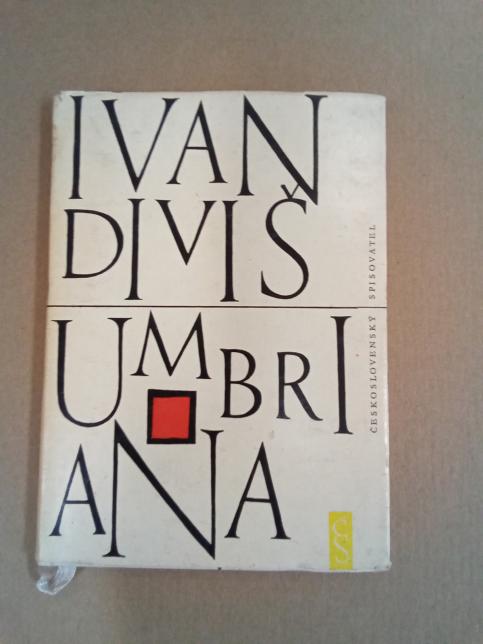 IVAN
DIVIŠ
UMBRI
ANA
ČESKOSLOVENSKÝ SPISOVATEL